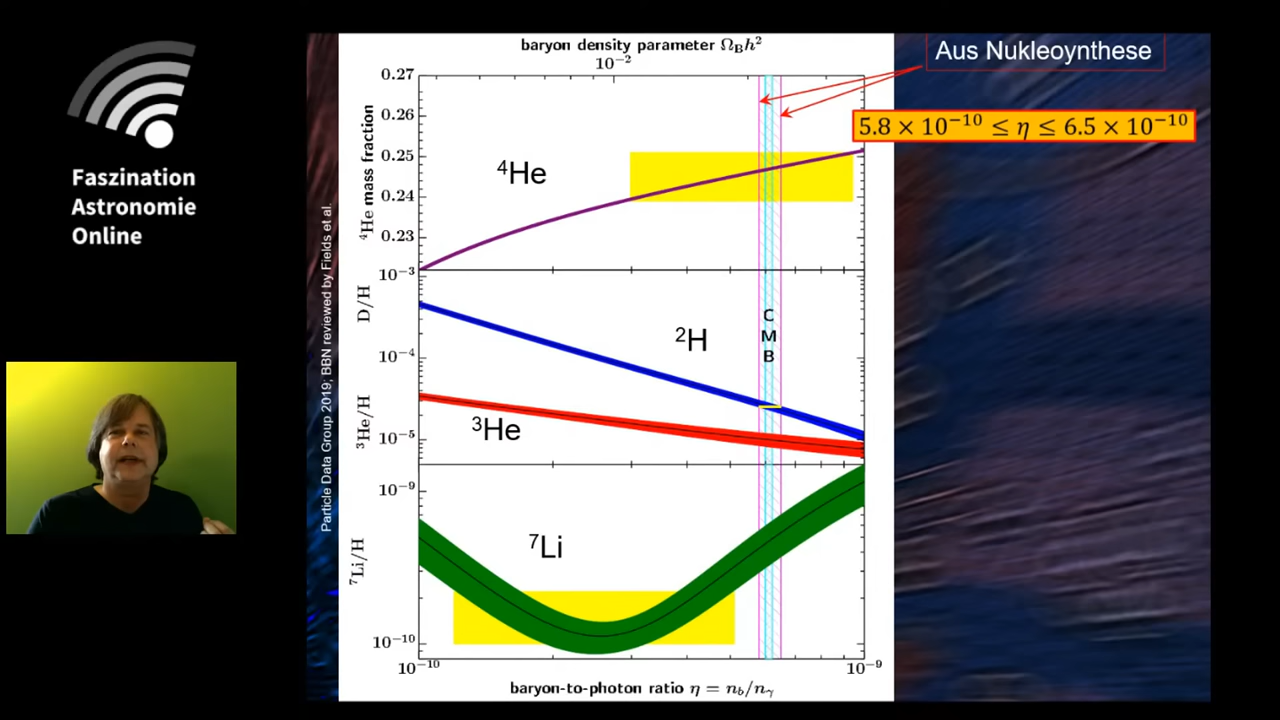 Faszination
Astronomie
Online
Aus Nukleoynthese
5.8 × 10⁻¹⁰ ≤ η ≤ 6.5 × 10⁻¹⁰
baryon density parameter Ω_B h²
10⁻²
0.27
0.26
0.25
0.24
0.23
⁴He mass fraction
⁴He
10⁻³
D/H
10⁻⁴
²H
C
M
B
³He/H
10⁻⁵
³He
10⁻⁹
⁷Li/H
⁷Li
10⁻¹⁰
10⁻¹⁰
10⁻⁹
baryon-to-photon ratio η = n_b/n_γ
Particle Data Group 2019; BBN reviewed by Fields et al.